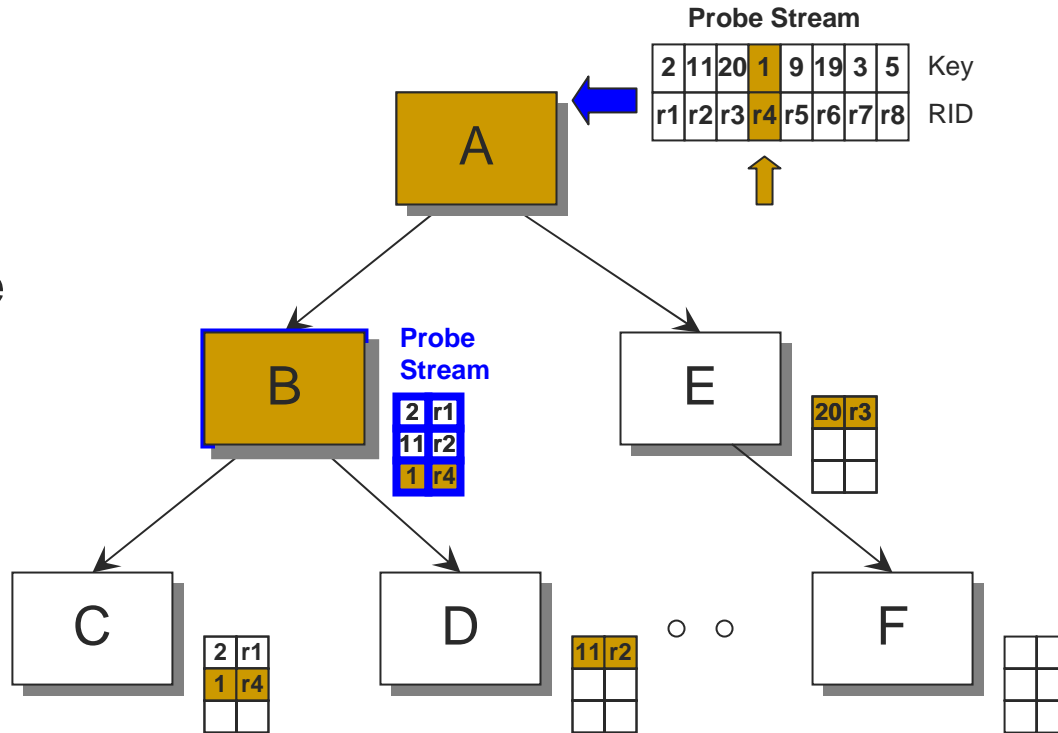 Probe Stream
2 11 20 1 9 19 3 5 Key
r1 r2 r3 r4 r5 r6 r7 r8 RID
A
e
B
Probe
Stream
2 r1
11 r2
1 r4
E
20 r3
C
2 r1
1 r4
D
11 r2
F